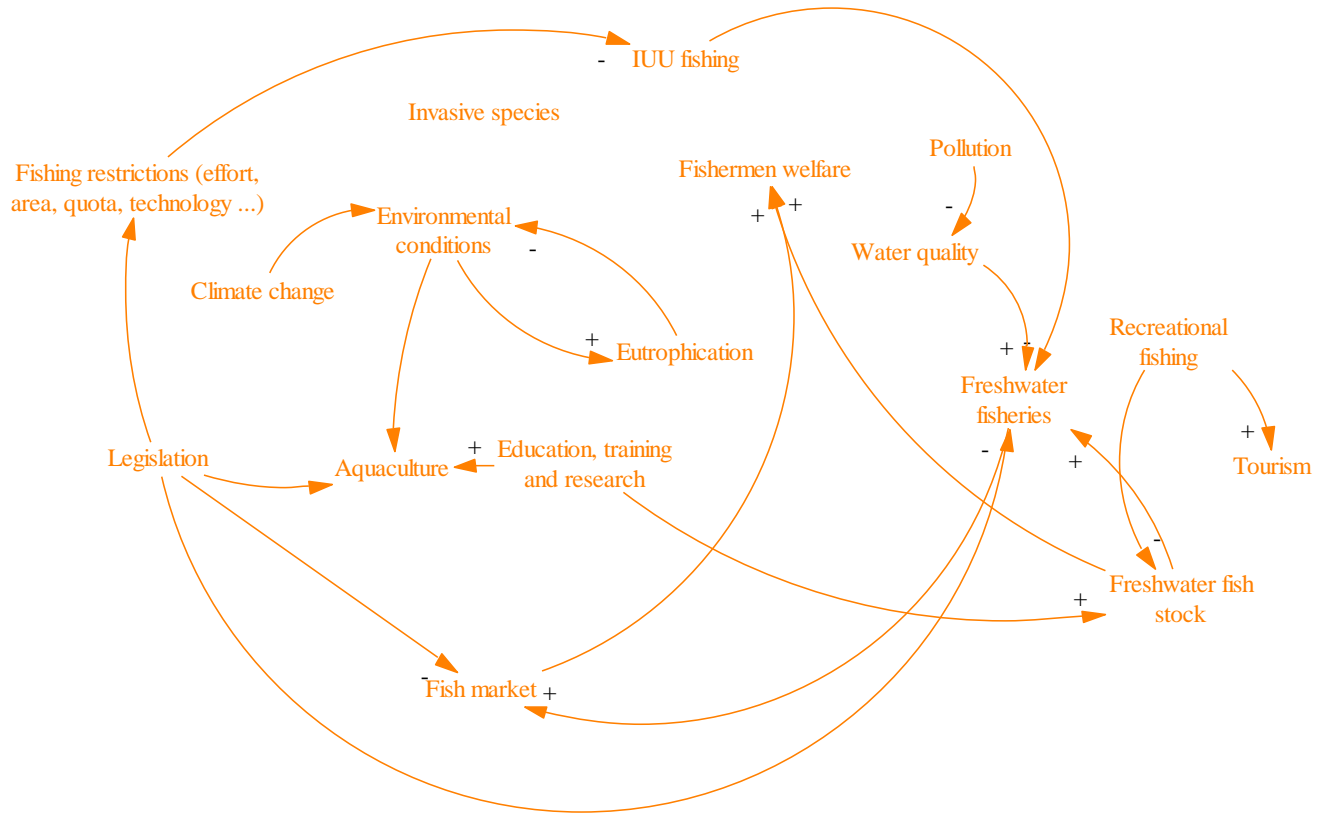 IUU fishing
-
Invasive species
Pollution
Fishing restrictions (effort,
area, quota, technology ...)
Fishermen welfare
+
+
-
Environmental
conditions
-
Water quality
Climate change
Recreational
fishing
+
Eutrophication
+
-
Freshwater
fisheries
Legislation
Aquaculture
+
Education, training
and research
-
+
+
Tourism
-
Freshwater fish
stock
+
-
Fish market
+